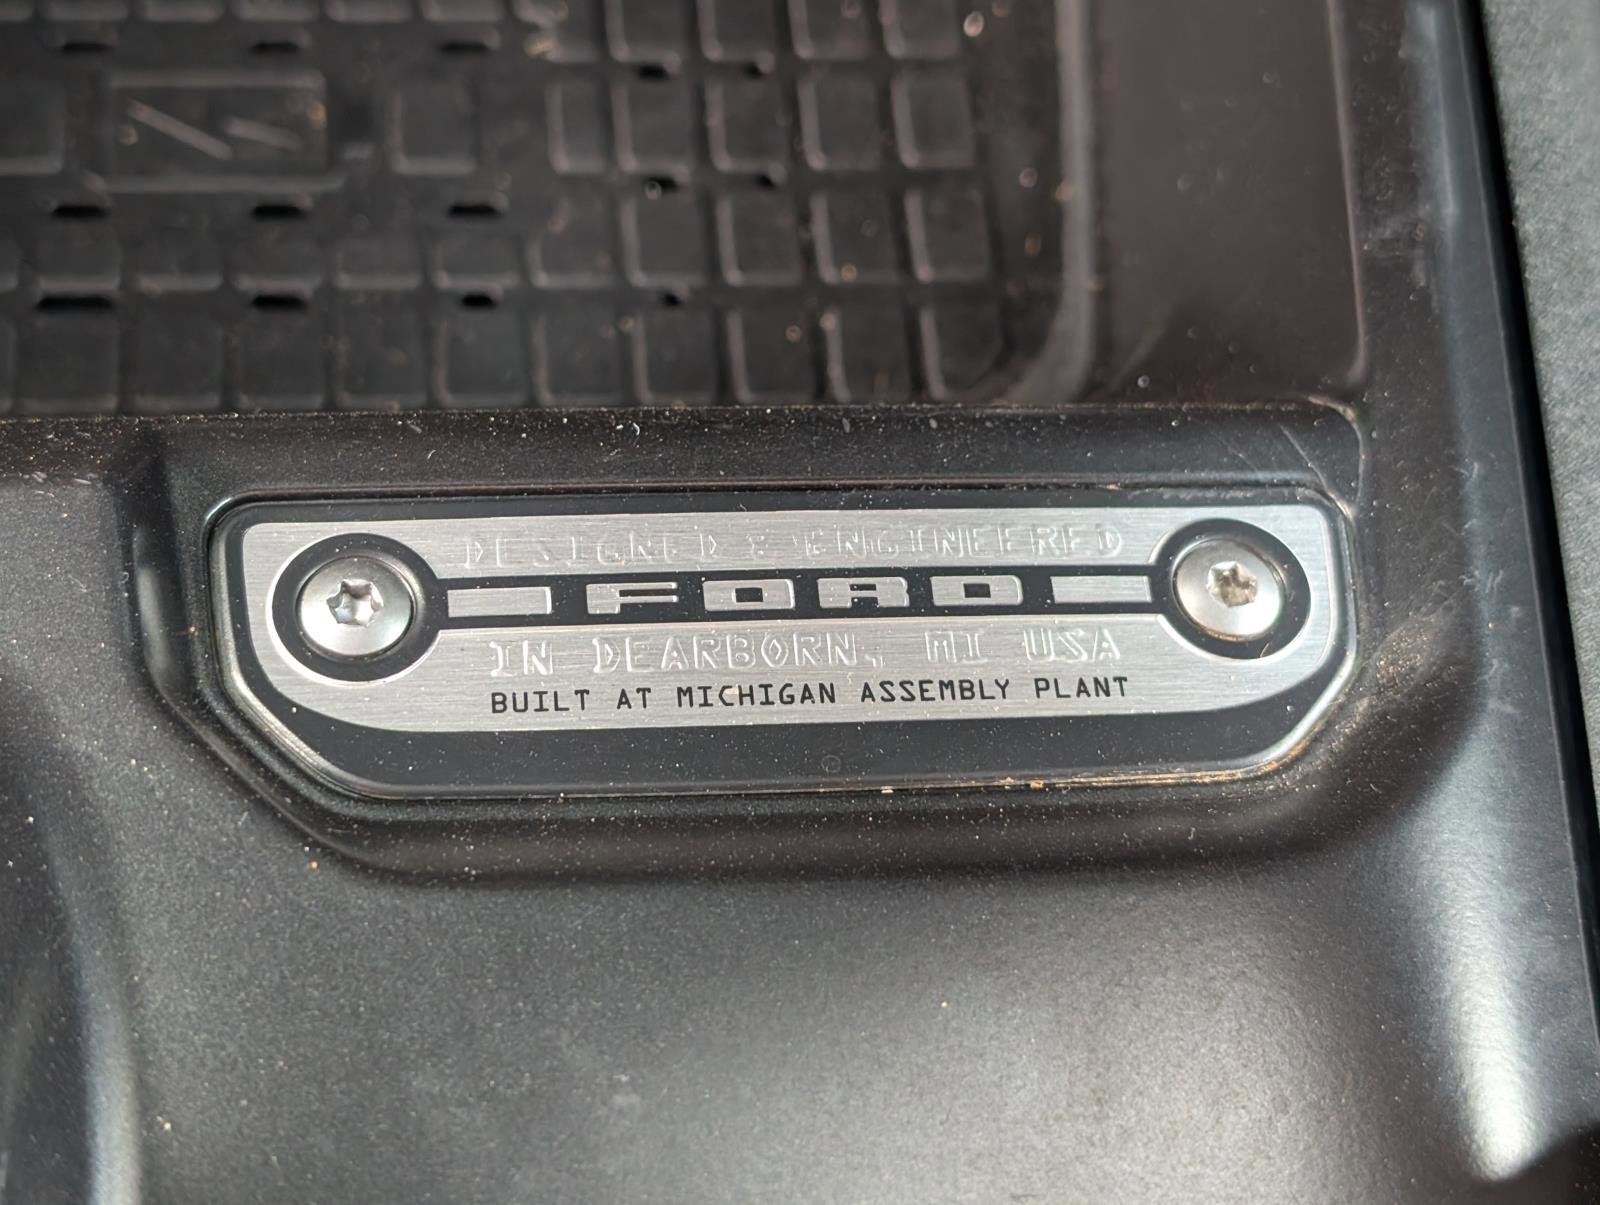 DESIGNED & ENGINEERED
FORD
IN DEARBORN, MI USA
BUILT AT MICHIGAN ASSEMBLY PLANT